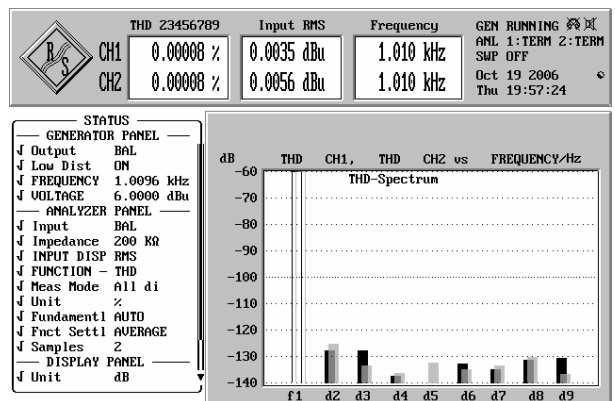 R
S
THD 23456789 Input RMS Frequency
CH1 0.00008 % 0.0035 dBu 1.010 kHz
CH2 0.00008 % 0.0056 dBu 1.010 kHz
GEN RUNNING
ANL 1:TERM 2:TERM
SWP OFF
Oct 19 2006
Thu 19:57:24
STATUS
GENERATOR PANEL
Output BAL
Low Dist ON
FREQUENCY 1.0096 kHz
VOLTAGE 6.0000 dBu
ANALYZER PANEL
Input BAL
Impedance 200 KΩ
INPUT DISP RMS
FUNCTION - THD
Meas Mode All di
Unit %
Fundamentl AUTO
Fnct Settl AVERAGE
Samples 2
DISPLAY PANEL
Unit dB
dB THD CH1, THD CH2 vs FREQUENCY/Hz
THD-Spectrum
-60
-70
-80
-90
-100
-110
-120
-130
-140
f1 d2 d3 d4 d5 d6 d7 d8 d9